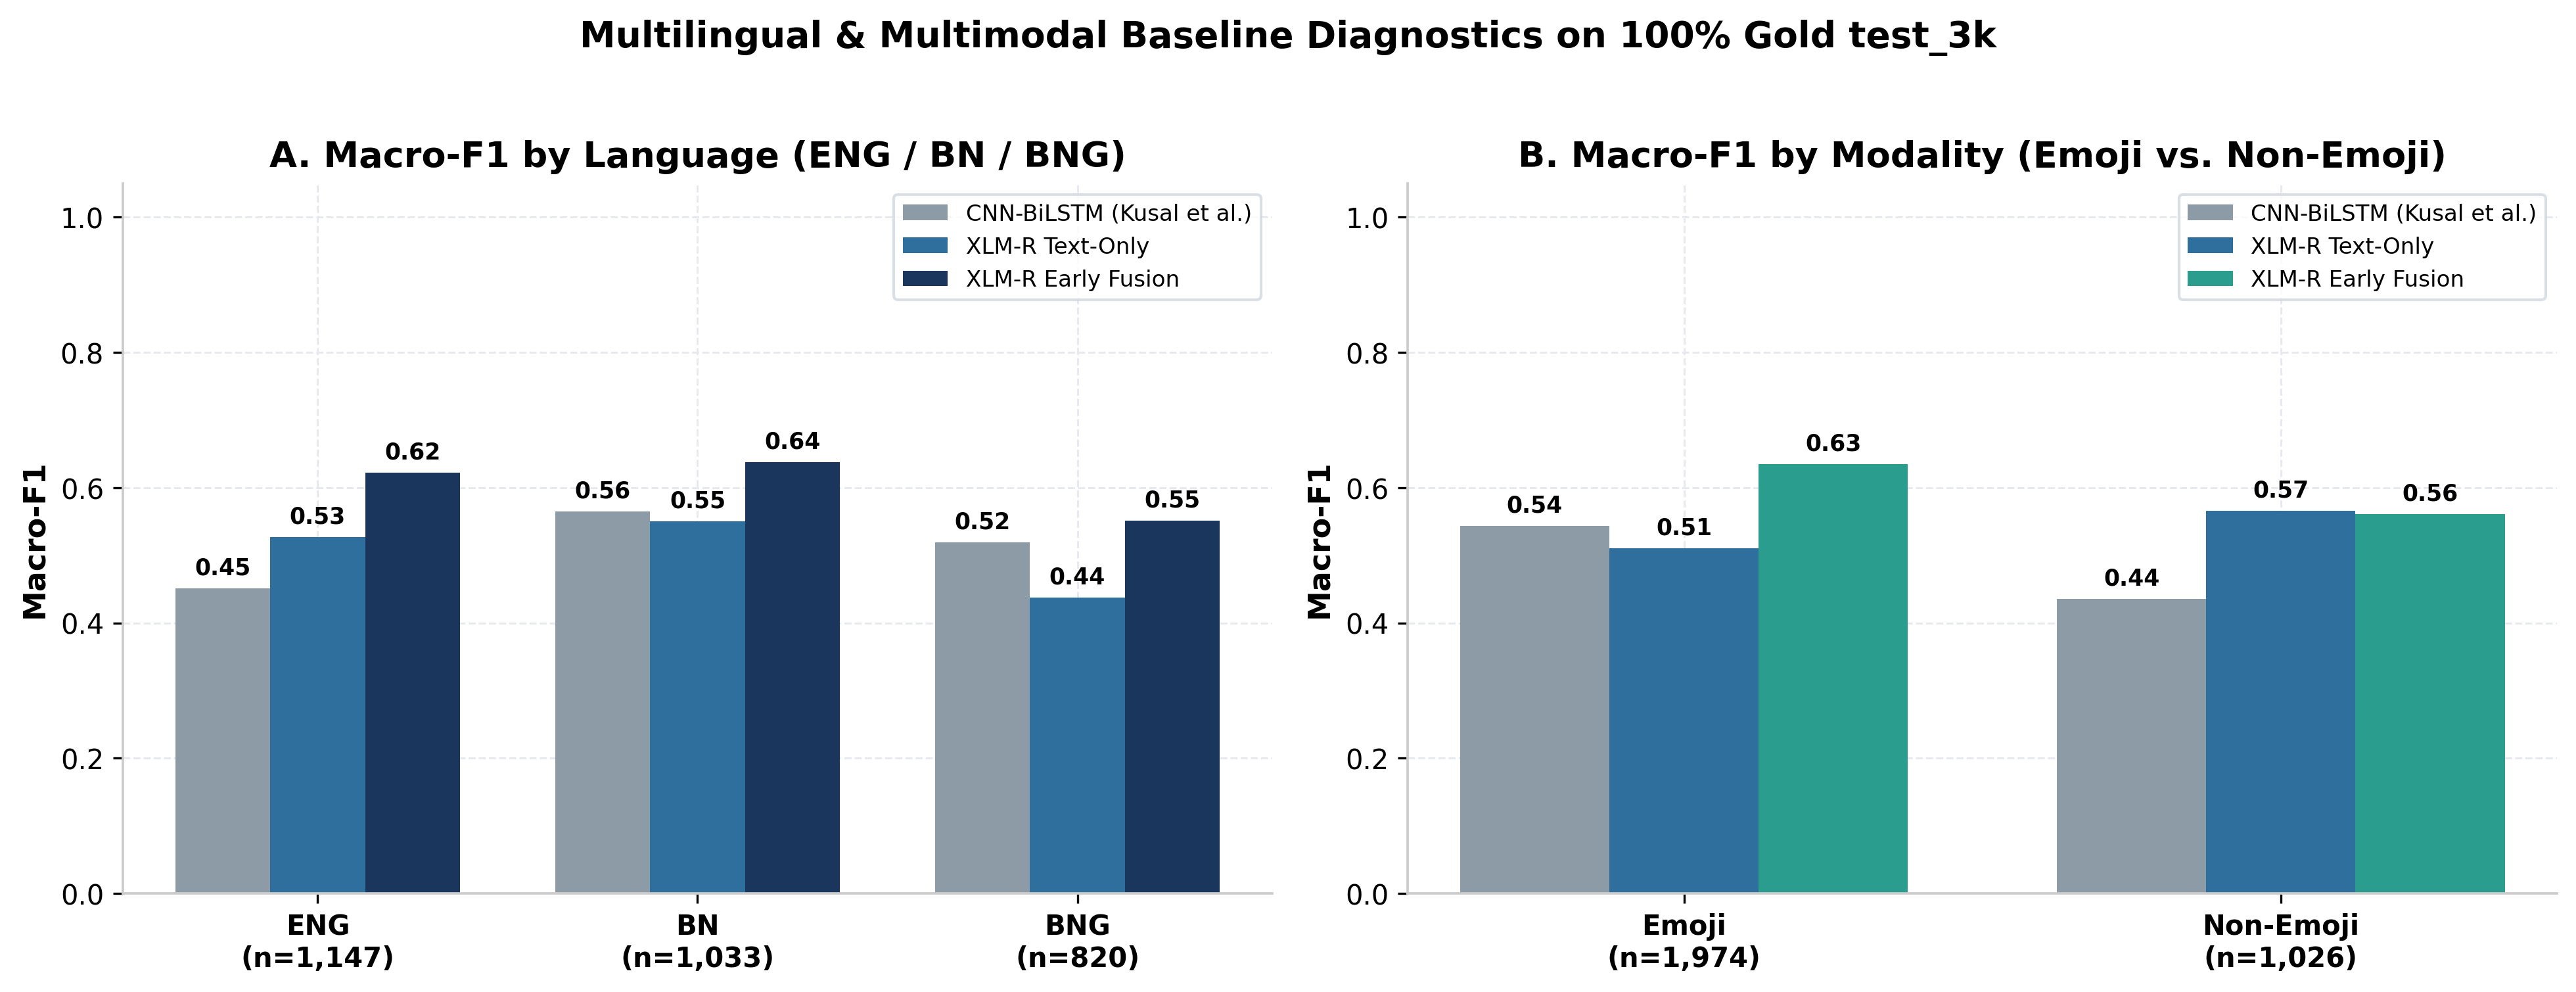 Multilingual & Multimodal Baseline Diagnostics on 100% Gold test_3k
A. Macro-F1 by Language (ENG / BN / BNG)
CNN-BiLSTM (Kusal et al.)
XLM-R Text-Only
XLM-R Early Fusion
Macro-F1
1.0
0.8
0.6
0.4
0.2
0.0
0.45
0.53
0.62
0.56
0.55
0.64
0.52
0.44
0.55
ENG
(n=1,147)
BN
(n=1,033)
BNG
(n=820)
B. Macro-F1 by Modality (Emoji vs. Non-Emoji)
CNN-BiLSTM (Kusal et al.)
XLM-R Text-Only
XLM-R Early Fusion
Macro-F1
1.0
0.8
0.6
0.4
0.2
0.0
0.54
0.51
0.63
0.44
0.57
0.56
Emoji
(n=1,974)
Non-Emoji
(n=1,026)